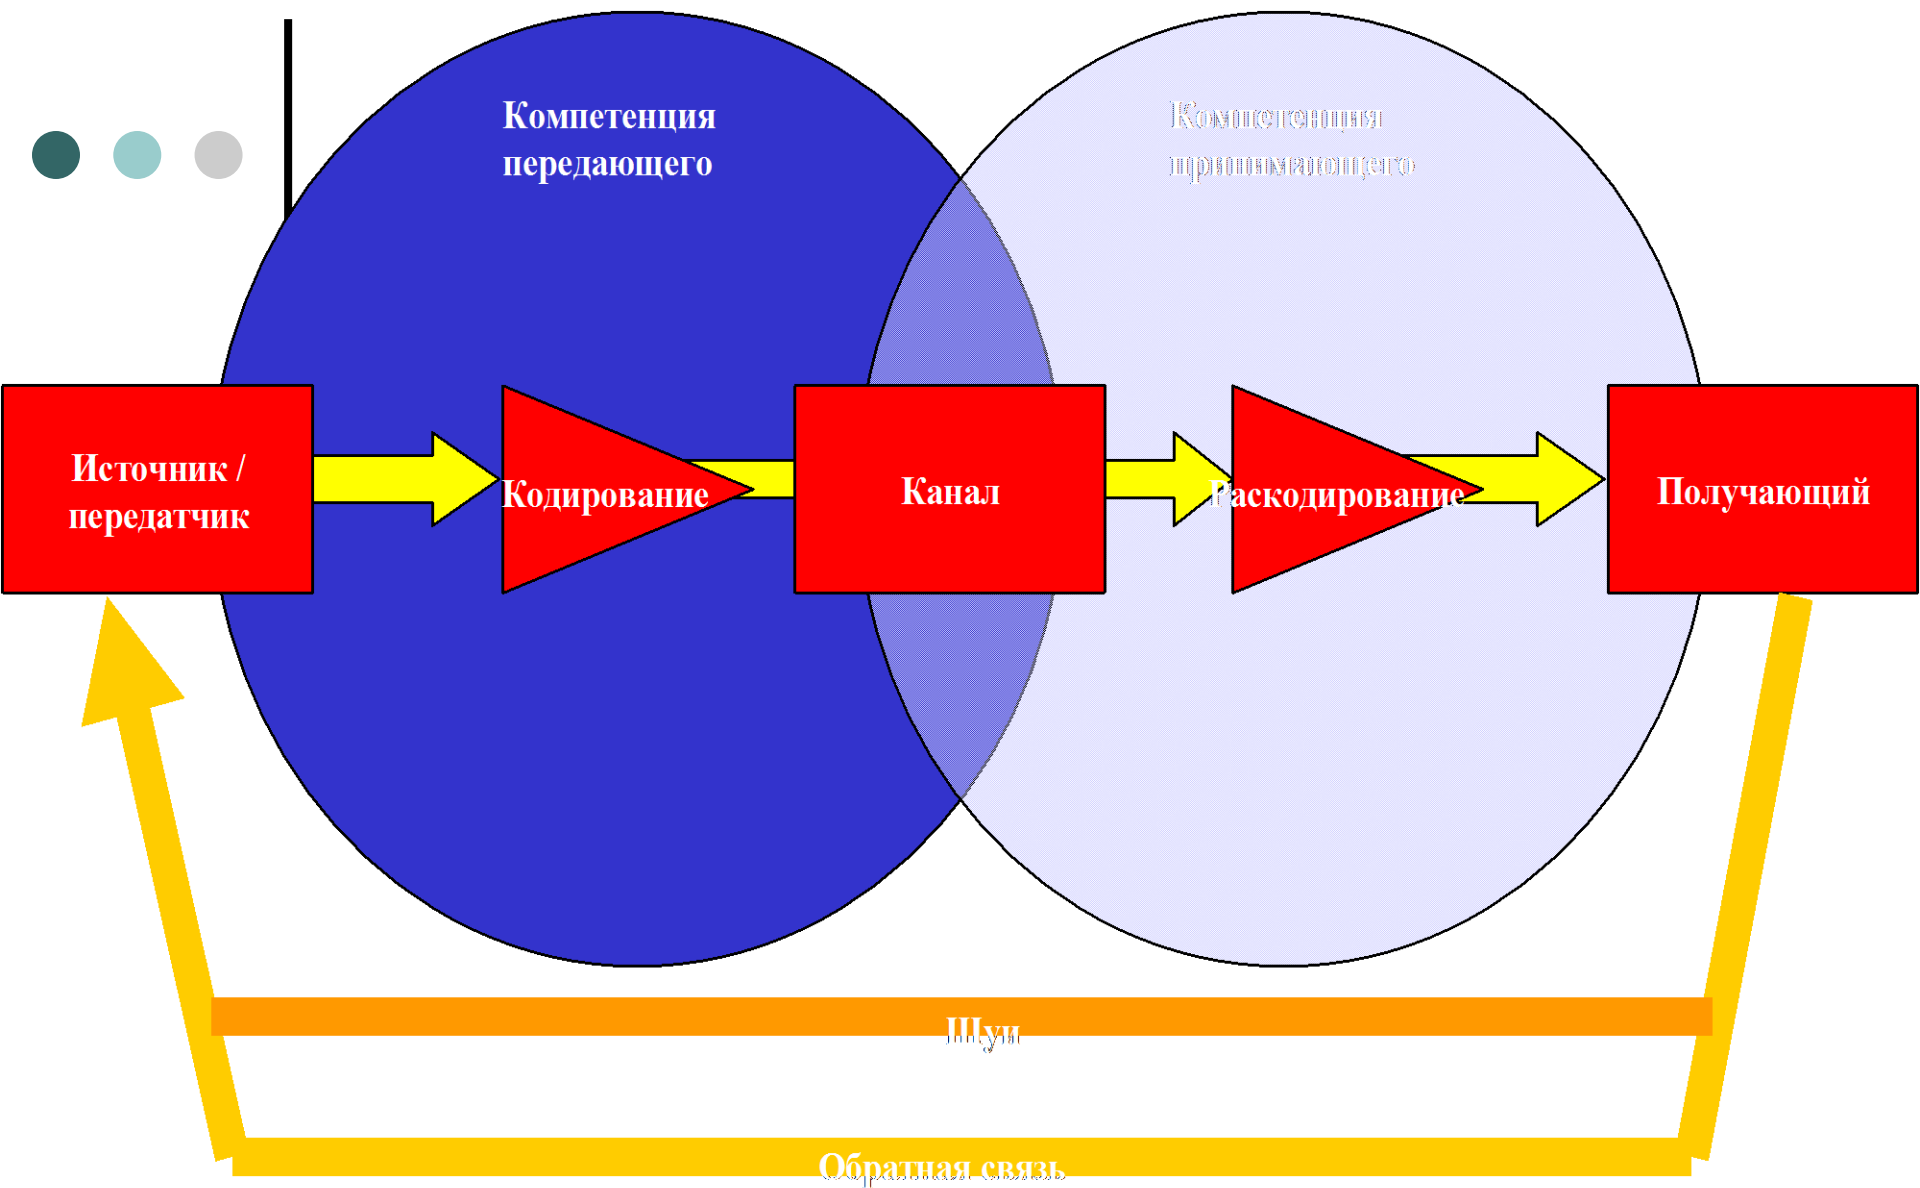 Компетенция
передающего
Компетенция
принимающего
Источник /
передатчик
Кодирование
Канал
Раскодирование
Получающий
Шум
Обратная связь